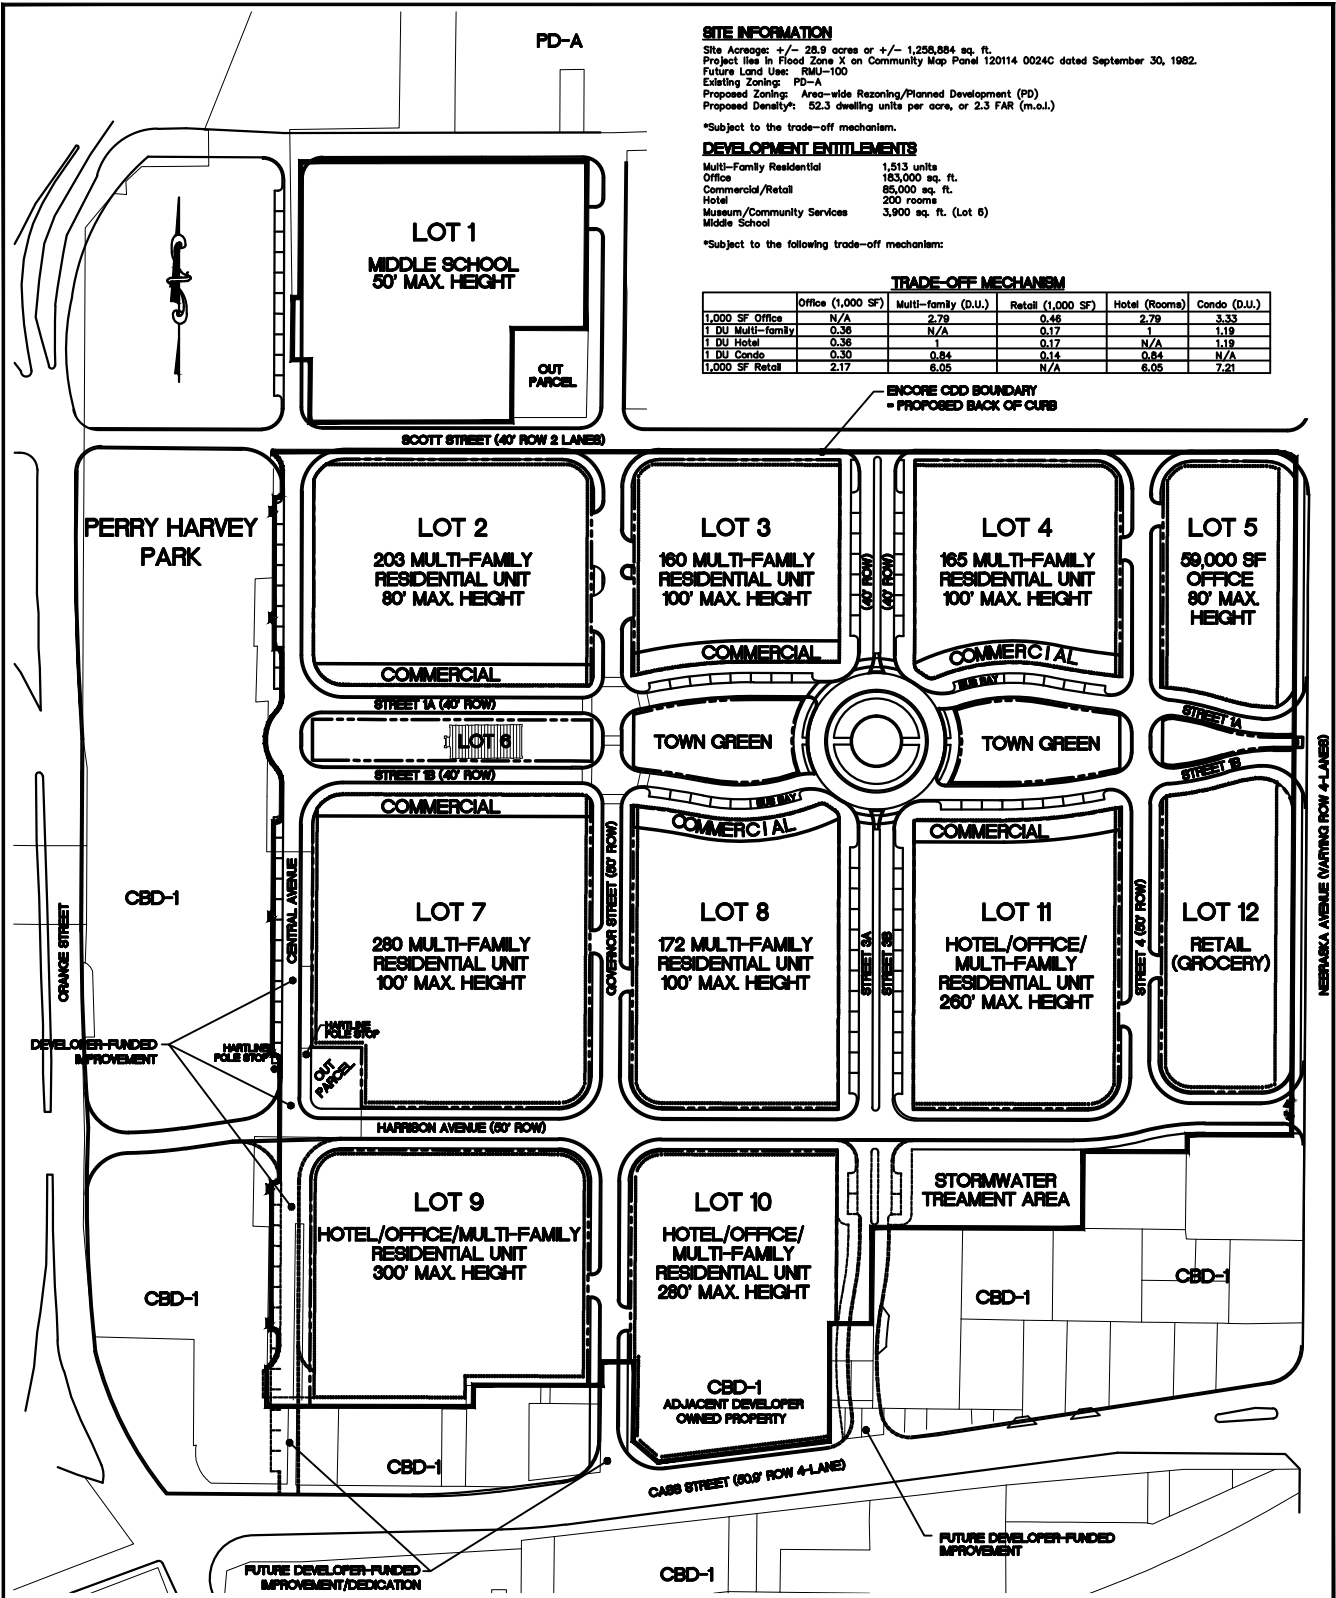 PD-A
SITE INFORMATION
Site Acreage: +/- 28.9 acres or +/- 1,258,884 sq. ft.
Project lies in Flood Zone X on Community Map Panel 120114 0024C dated September 30, 1982.
Future Land Use: RMU-100
Existing Zoning: PD-A
Proposed Zoning: Area-wide Rezoning/Planned Development (PD)
Proposed Density*: 52.3 dwelling units per acre, or 2.3 FAR (m.o.l.)
*Subject to the trade-off mechanism.
DEVELOPMENT ENTITLEMENTS
Multi-Family Residential 1,513 units
Office 183,000 sq. ft.
Commercial/Retail 85,000 sq. ft.
Hotel 200 rooms
Museum/Community Services 3,900 sq. ft. (Lot 6)
Middle School
*Subject to the following trade-off mechanism:
TRADE-OFF MECHANISM
Office (1,000 SF) Multi-family (D.U.) Retail (1,000 SF) Hotel (Rooms) Condo (D.U.)
1,000 SF Office N/A 2.79 0.46 2.79 3.33
1 DU Multi-family 0.36 N/A 0.17 1 1.19
1 DU Hotel 0.36 1 0.17 N/A 1.19
1 DU Condo 0.30 0.84 0.14 0.84 N/A
1,000 SF Retail 2.17 6.05 N/A 6.05 7.21
ENCORE CDD BOUNDARY
= PROPOSED BACK OF CURB
LOT 1
MIDDLE SCHOOL
50' MAX. HEIGHT
OUT
PARCEL
SCOTT STREET (40' ROW 2 LANES)
PERRY HARVEY
PARK
LOT 2
203 MULTI-FAMILY
RESIDENTIAL UNIT
80' MAX. HEIGHT
COMMERCIAL
LOT 3
160 MULTI-FAMILY
RESIDENTIAL UNIT
100' MAX. HEIGHT
COMMERCIAL
(40' ROW)
(40' ROW)
LOT 4
165 MULTI-FAMILY
RESIDENTIAL UNIT
100' MAX. HEIGHT
COMMERCIAL
BUS BAY
LOT 5
59,000 SF
OFFICE
80' MAX.
HEIGHT
STREET 1A (40' ROW)
LOT 6
STREET 1B (40' ROW)
TOWN GREEN
TOWN GREEN
STREET 1A
STREET 1B
NEBRASKA AVENUE (VARYING ROW 4-LANES)
BUS BAY
COMMERCIAL
COMMERCIAL
COMMERCIAL
CBD-1
ORANGE STREET
CENTRAL AVENUE
LOT 7
280 MULTI-FAMILY
RESIDENTIAL UNIT
100' MAX. HEIGHT
GOVERNOR STREET (50' ROW)
LOT 8
172 MULTI-FAMILY
RESIDENTIAL UNIT
100' MAX. HEIGHT
STREET 3A
STREET 3B
LOT 11
HOTEL/OFFICE/
MULTI-FAMILY
RESIDENTIAL UNIT
260' MAX. HEIGHT
STREET 4 (50' ROW)
LOT 12
RETAIL
(GROCERY)
HARTLINE
POLE STOP
DEVELOPER-FUNDED
IMPROVEMENT
HARTLINE
POLE STOP
OUT
PARCEL
HARRISON AVENUE (50' ROW)
LOT 9
HOTEL/OFFICE/MULTI-FAMILY
RESIDENTIAL UNIT
300' MAX. HEIGHT
LOT 10
HOTEL/OFFICE/
MULTI-FAMILY
RESIDENTIAL UNIT
280' MAX. HEIGHT
STORMWATER
TREAMENT AREA
CBD-1
CBD-1
CBD-1
CBD-1
ADJACENT DEVELOPER
OWNED PROPERTY
CBD-1
CASS STREET (50.9' ROW 4-LANE)
FUTURE DEVELOPER-FUNDED
IMPROVEMENT
FUTURE DEVELOPER-FUNDED
IMPROVEMENT/DEDICATION
CBD-1